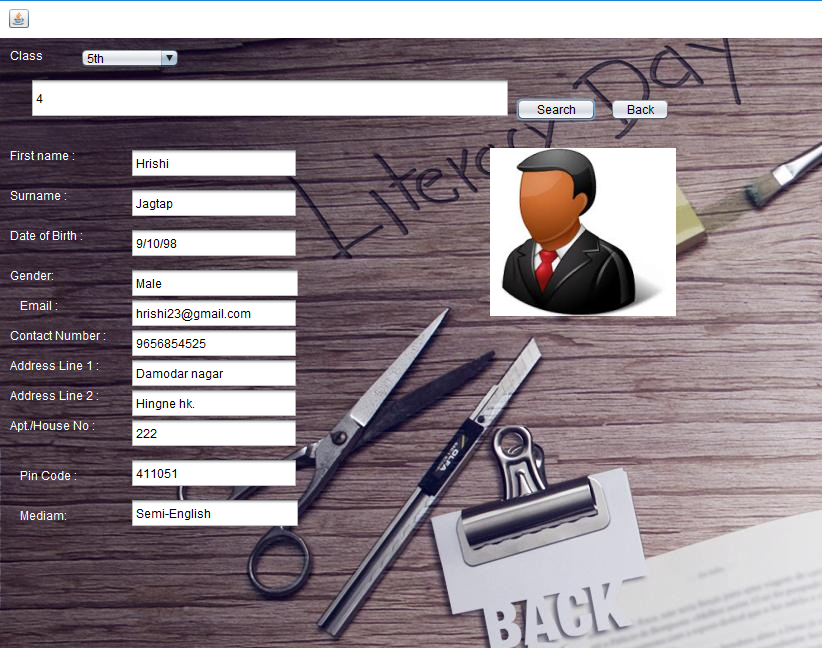 Class 5th
4 Search Back
First name : Hrishi
Surname : Jagtap
Date of Birth : 9/10/98
Gender: Male
Email : hrishi23@gmail.com
Contact Number : 9656854525
Address Line 1 : Damodar nagar
Address Line 2 : Hingne hk.
Apt./House No : 222
Pin Code : 411051
Mediam: Semi-English
Literacy Day
OLFA
BACK